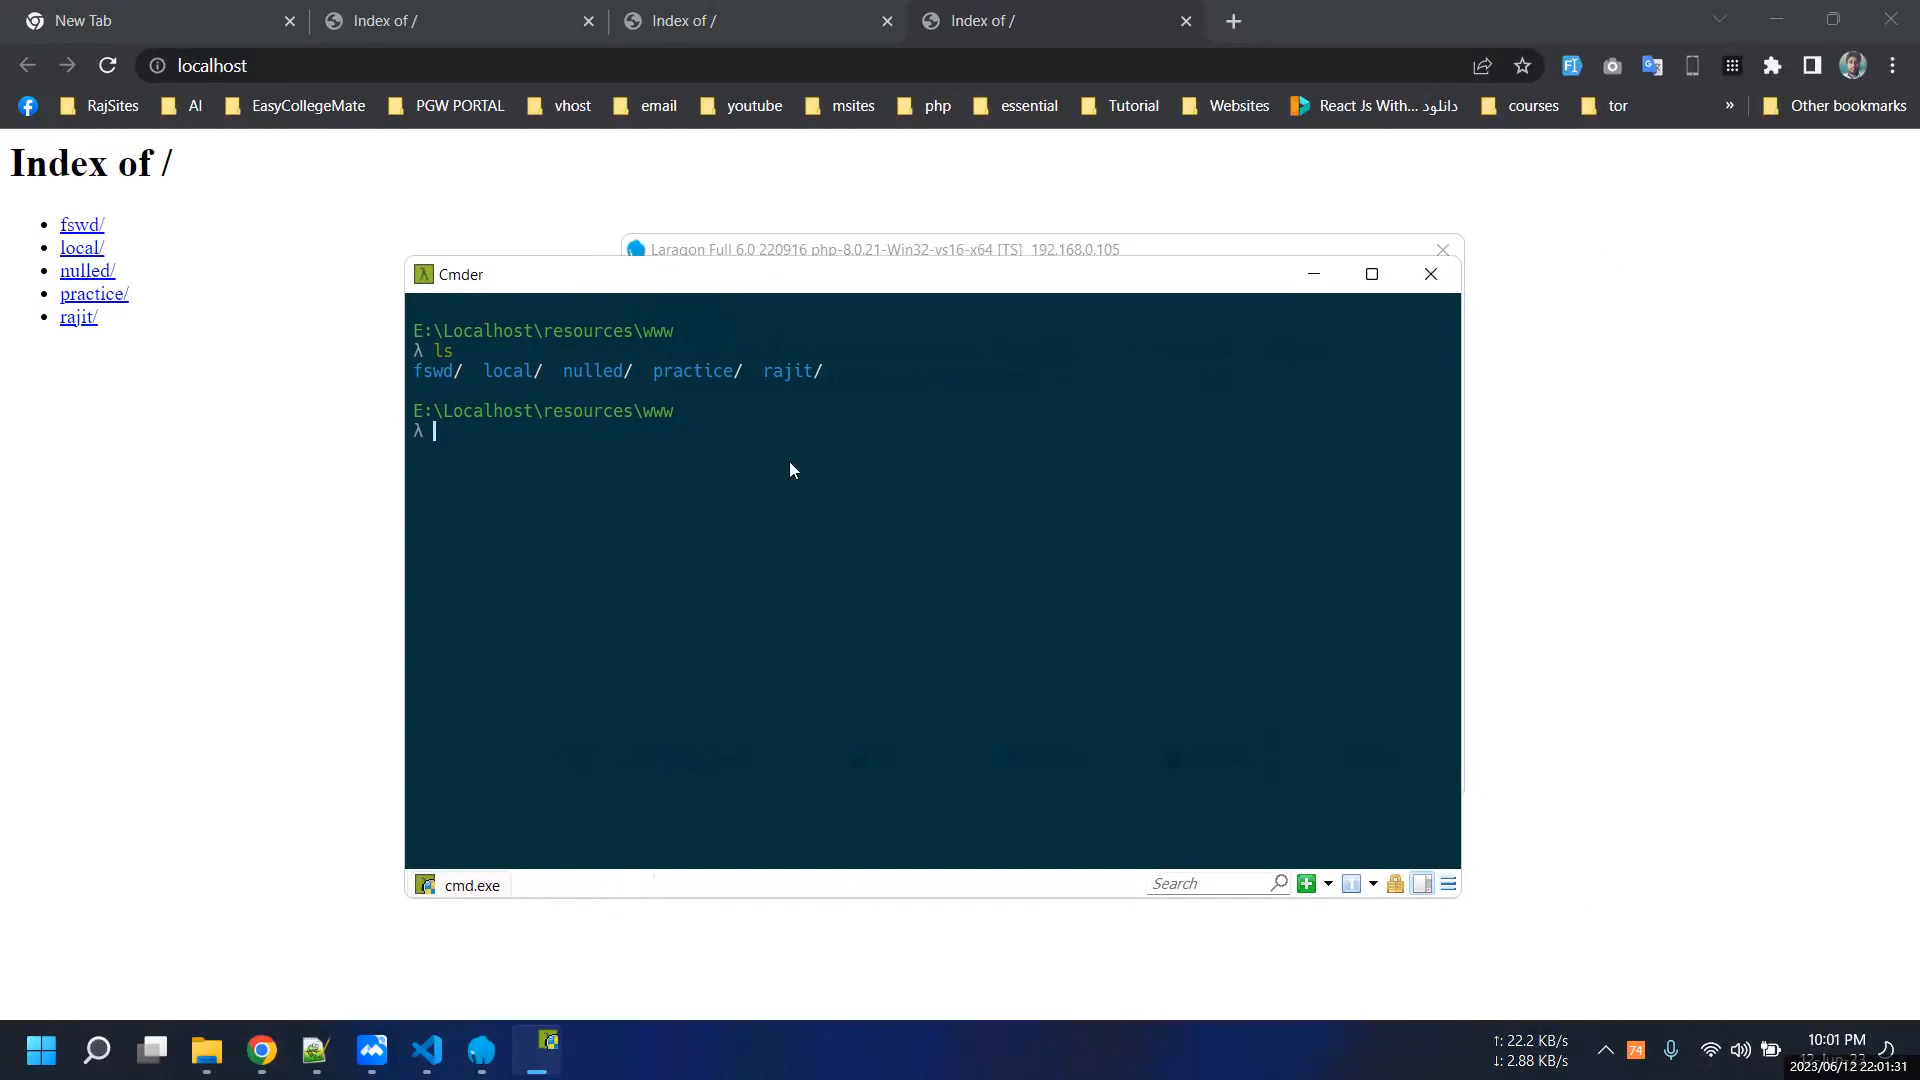 New Tab
Index of /
Index of /
Index of /
localhost
RajSites AI EasyCollegeMate PGW PORTAL vhost email youtube msites php essential Tutorial Websites React Js With... دانلود courses tor » Other bookmarks
Index of /
fswd/
local/
nulled/
practice/
rajit/
Laragon Full 6.0 220916 php-8.0.21-Win32-vs16-x64 [TS] 192.168.0.105
λ Cmder
E:\Localhost\resources\www
λ ls
fswd/ local/ nulled/ practice/ rajit/
E:\Localhost\resources\www
λ
cmd.exe
Search
↑: 22.2 KB/s
↓: 2.88 KB/s
74
10:01 PM
12-Jun-23
2023/06/12 22:01:31